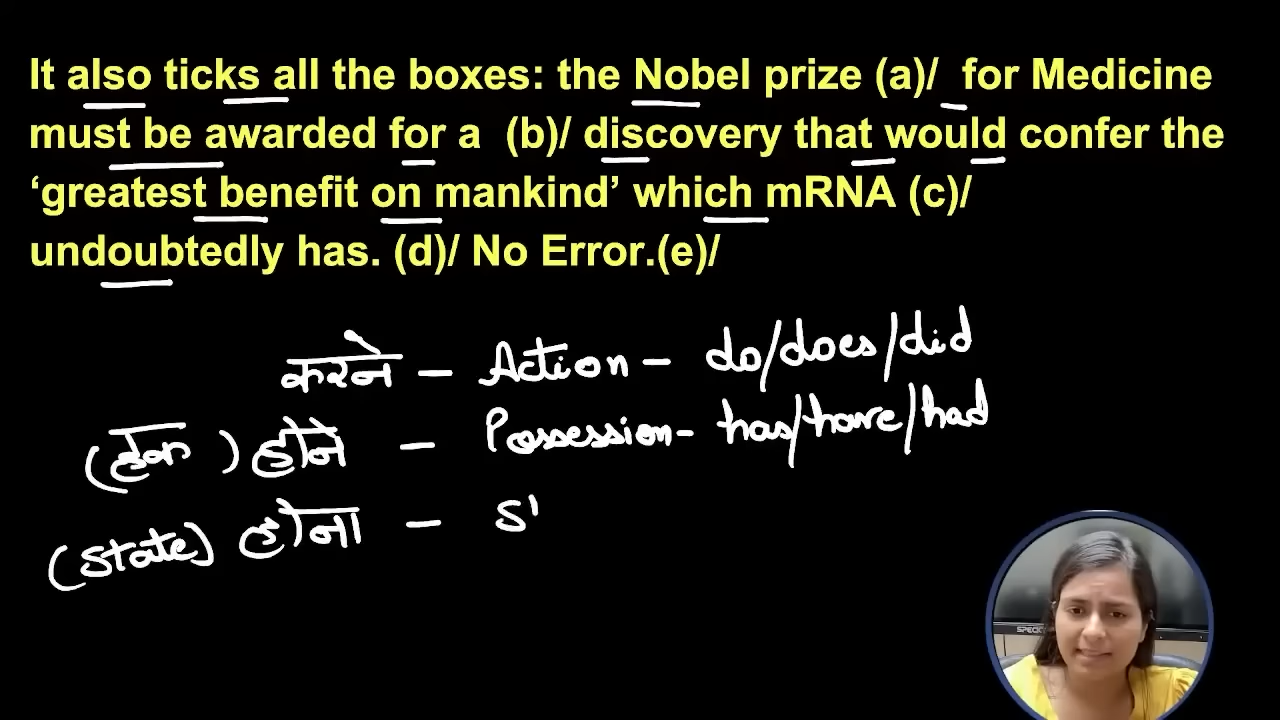 It also ticks all the boxes: the Nobel prize (a)/ for Medicine
must be awarded for a (b)/ discovery that would confer the
‘greatest benefit on mankind’ which mRNA (c)/
undoubtedly has. (d)/ No Error.(e)/
करने – Action – do/does/did
(हक) होने – Possession- has/have/had
(state) होना – S